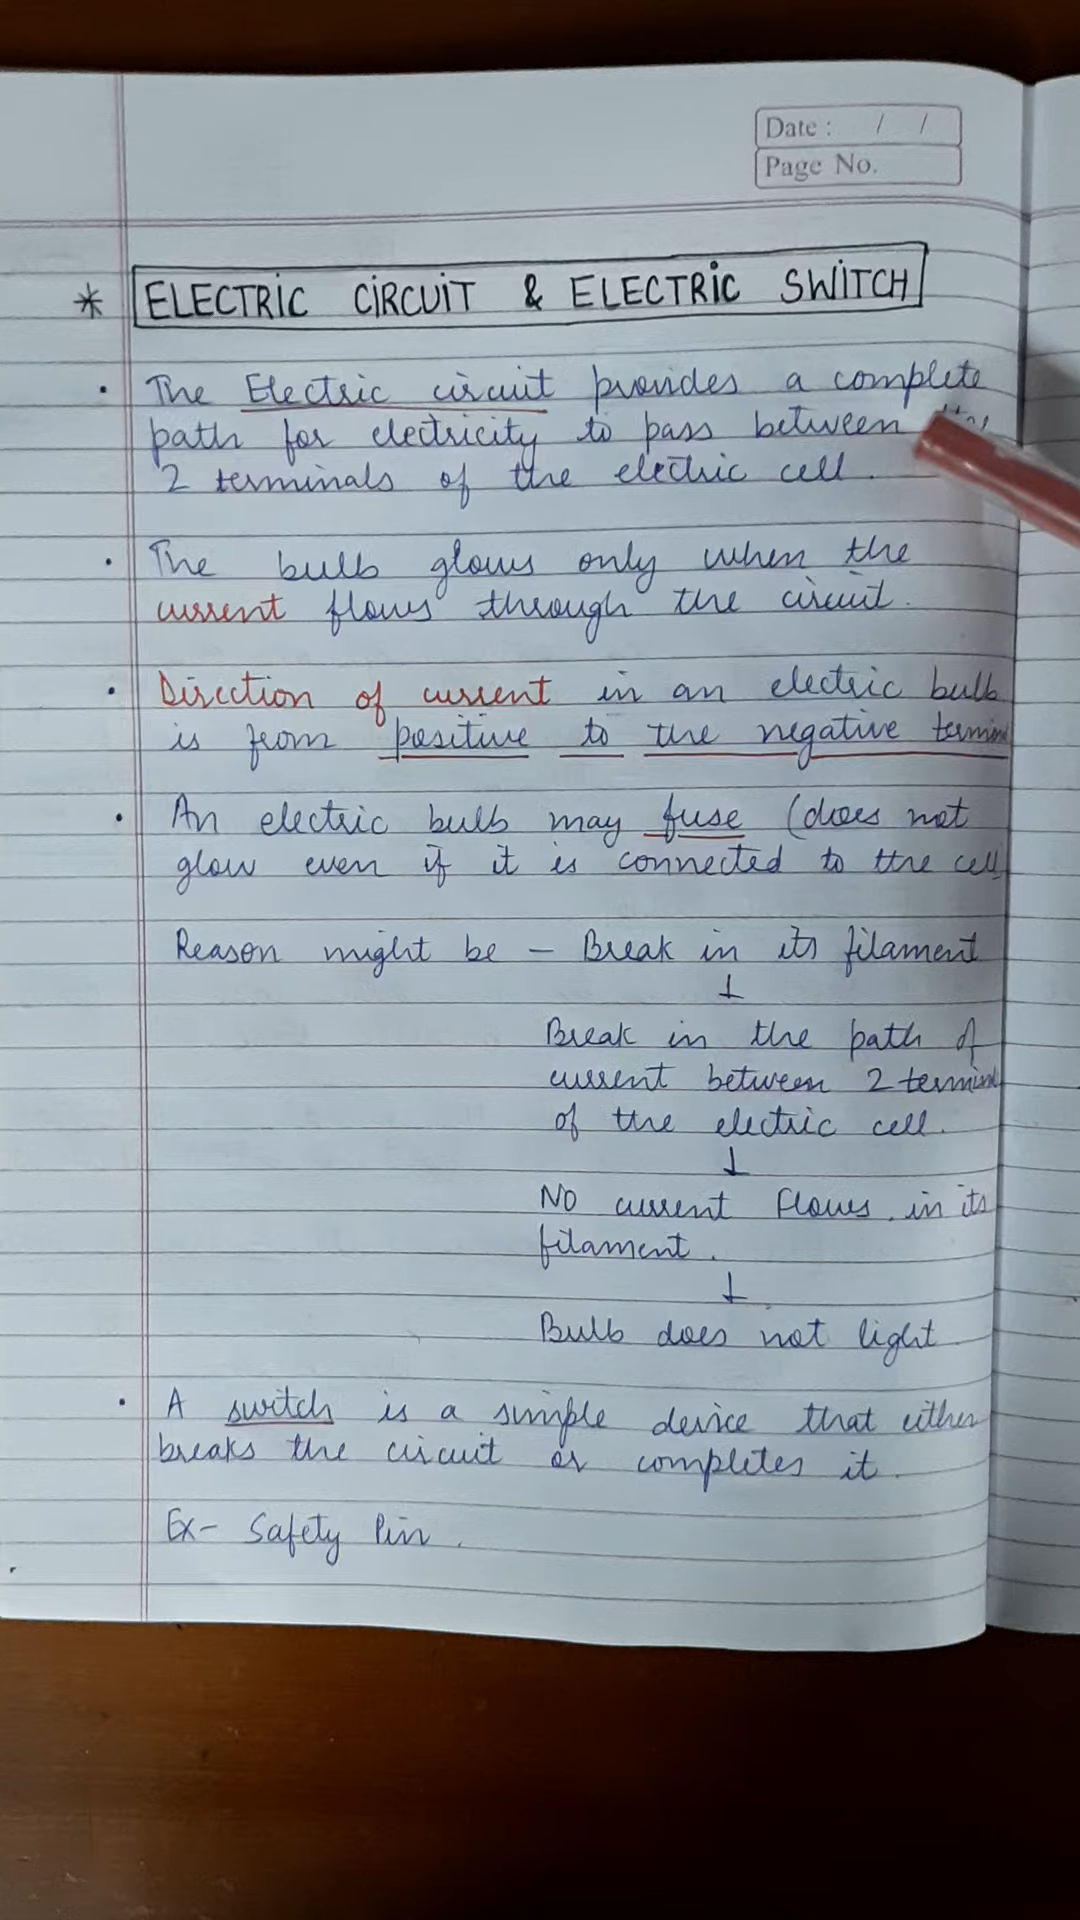 Date : / /
Page No.
* ELECTRIC CIRCUIT & ELECTRIC SWITCH
• The Electric circuit provides a complete
path for electricity to pass between
2 terminals of the electric cell.
• The bulb glows only when the
current flows through the circuit.
• Direction of current in an electric bulb
is from positive to the negative termin
• An electric bulb may fuse (does not
glow even if it is connected to the cell
Reason might be – Break in its filament
↓
Break in the path of
current between 2 termin
of the electric cell.
↓
No current flows in its
filament.
↓
Bulb does not light
• A switch is a simple device that either
breaks the circuit or completes it.
Ex- Safety Pin.